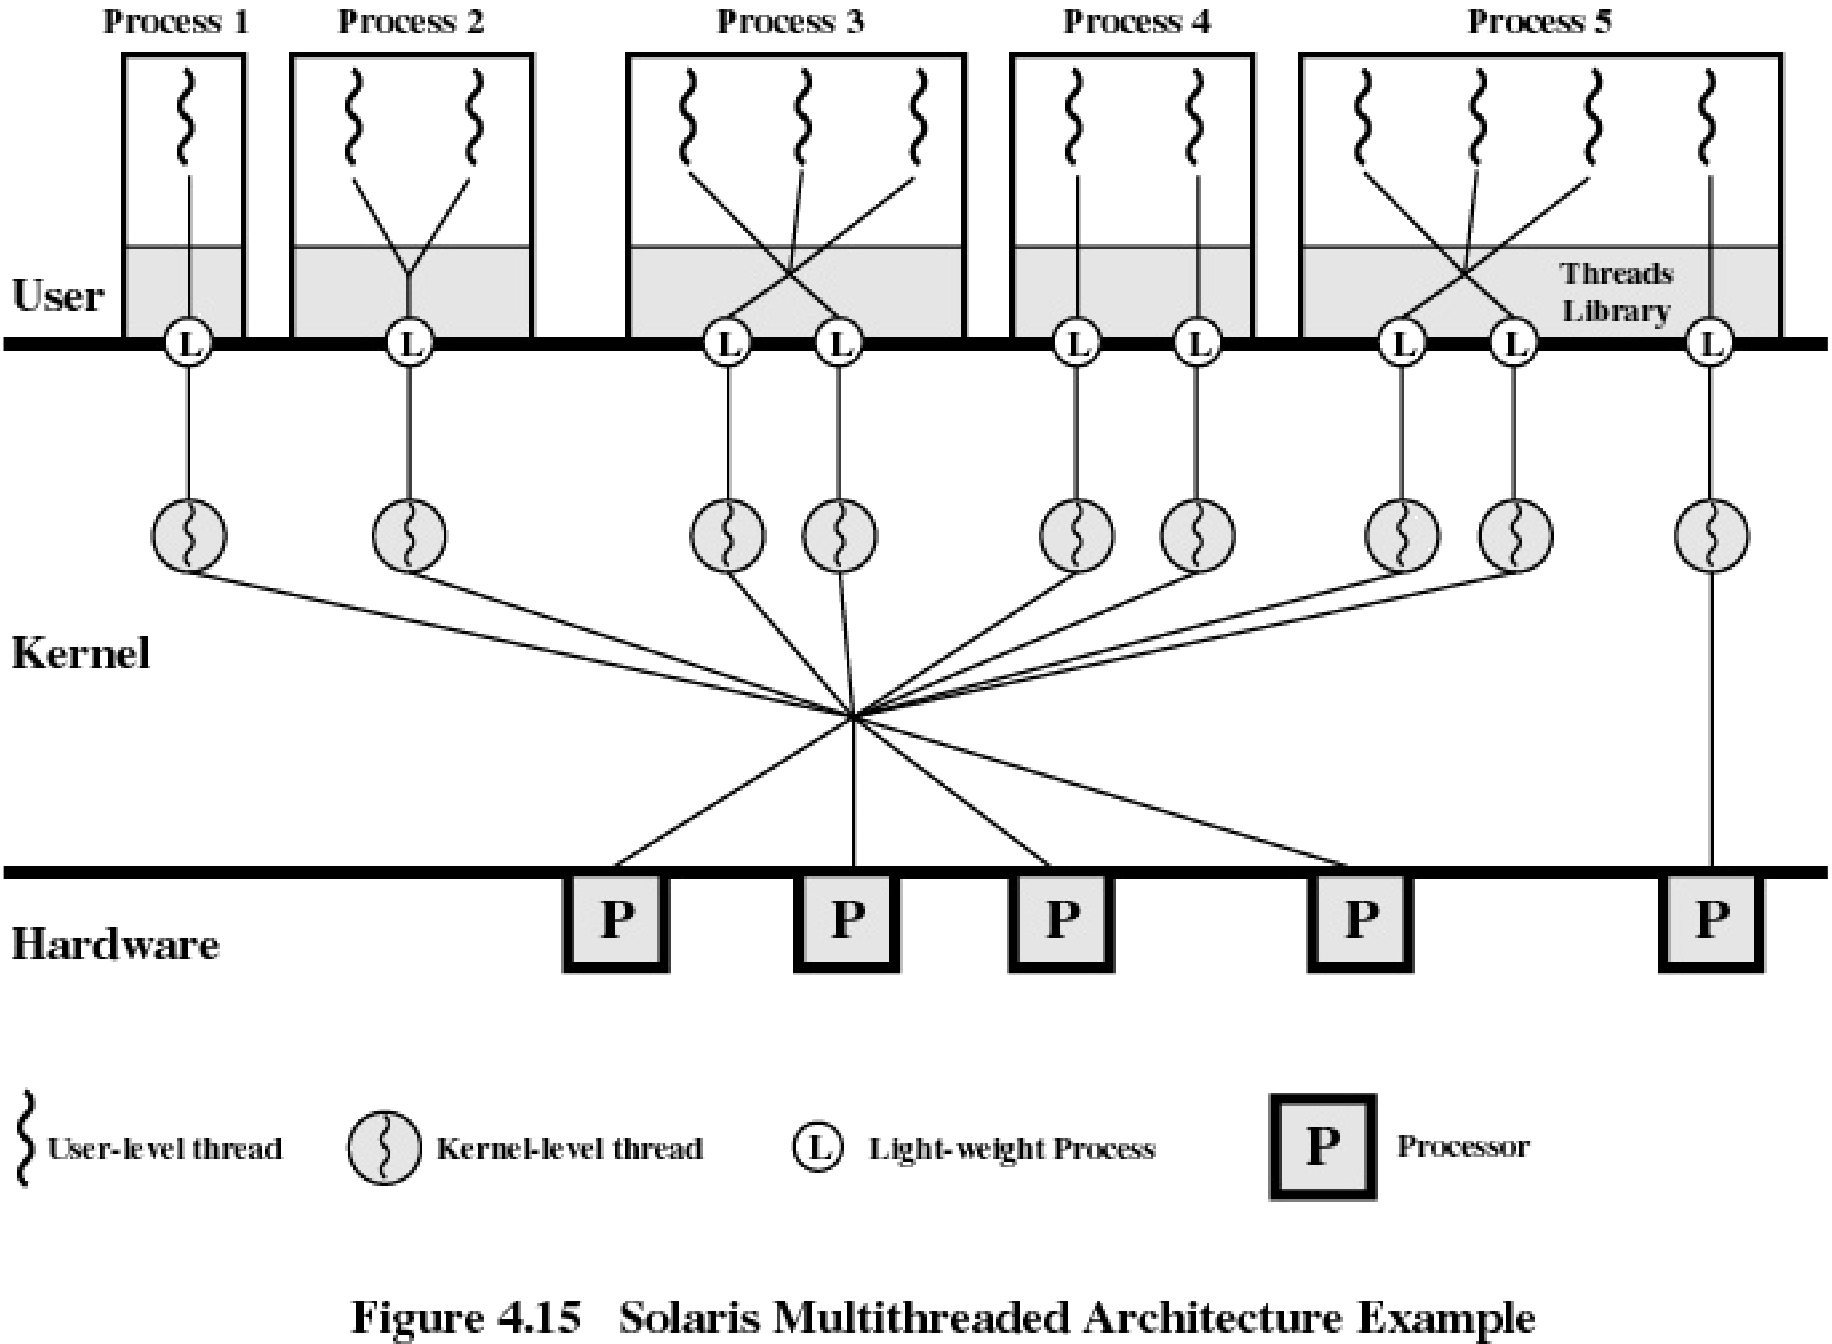 Process 1 Process 2 Process 3 Process 4 Process 5
Threads
Library
User
L L L L L L L L L
Kernel
P P P P P
Hardware
User-level thread
Kernel-level thread
L Light-weight Process
P Processor
Figure 4.15 Solaris Multithreaded Architecture Example